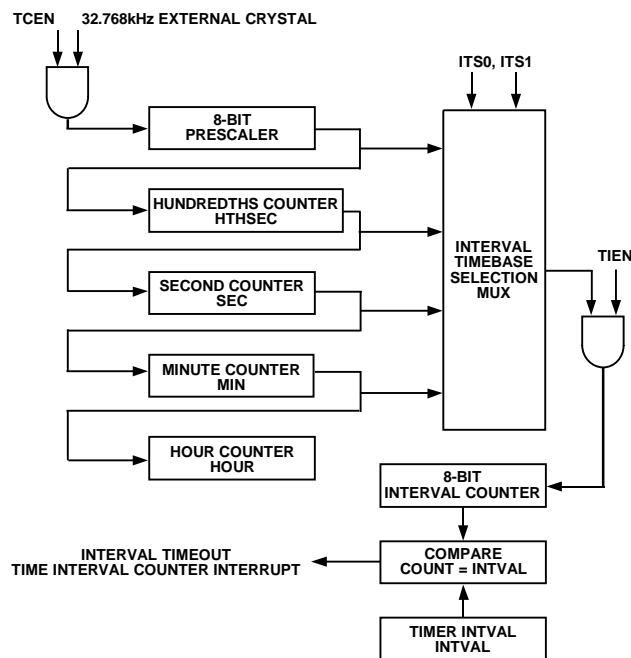 TCEN 32.768kHz EXTERNAL CRYSTAL
ITS0, ITS1
8-BIT
PRESCALER
HUNDREDTHS COUNTER
HTHSEC
INTERVAL
TIMEBASE
SELECTION
MUX
TIEN
SECOND COUNTER
SEC
MINUTE COUNTER
MIN
HOUR COUNTER
HOUR
8-BIT
INTERVAL COUNTER
INTERVAL TIMEOUT
TIME INTERVAL COUNTER INTERRUPT
COMPARE
COUNT = INTVAL
TIMER INTVAL
INTVAL